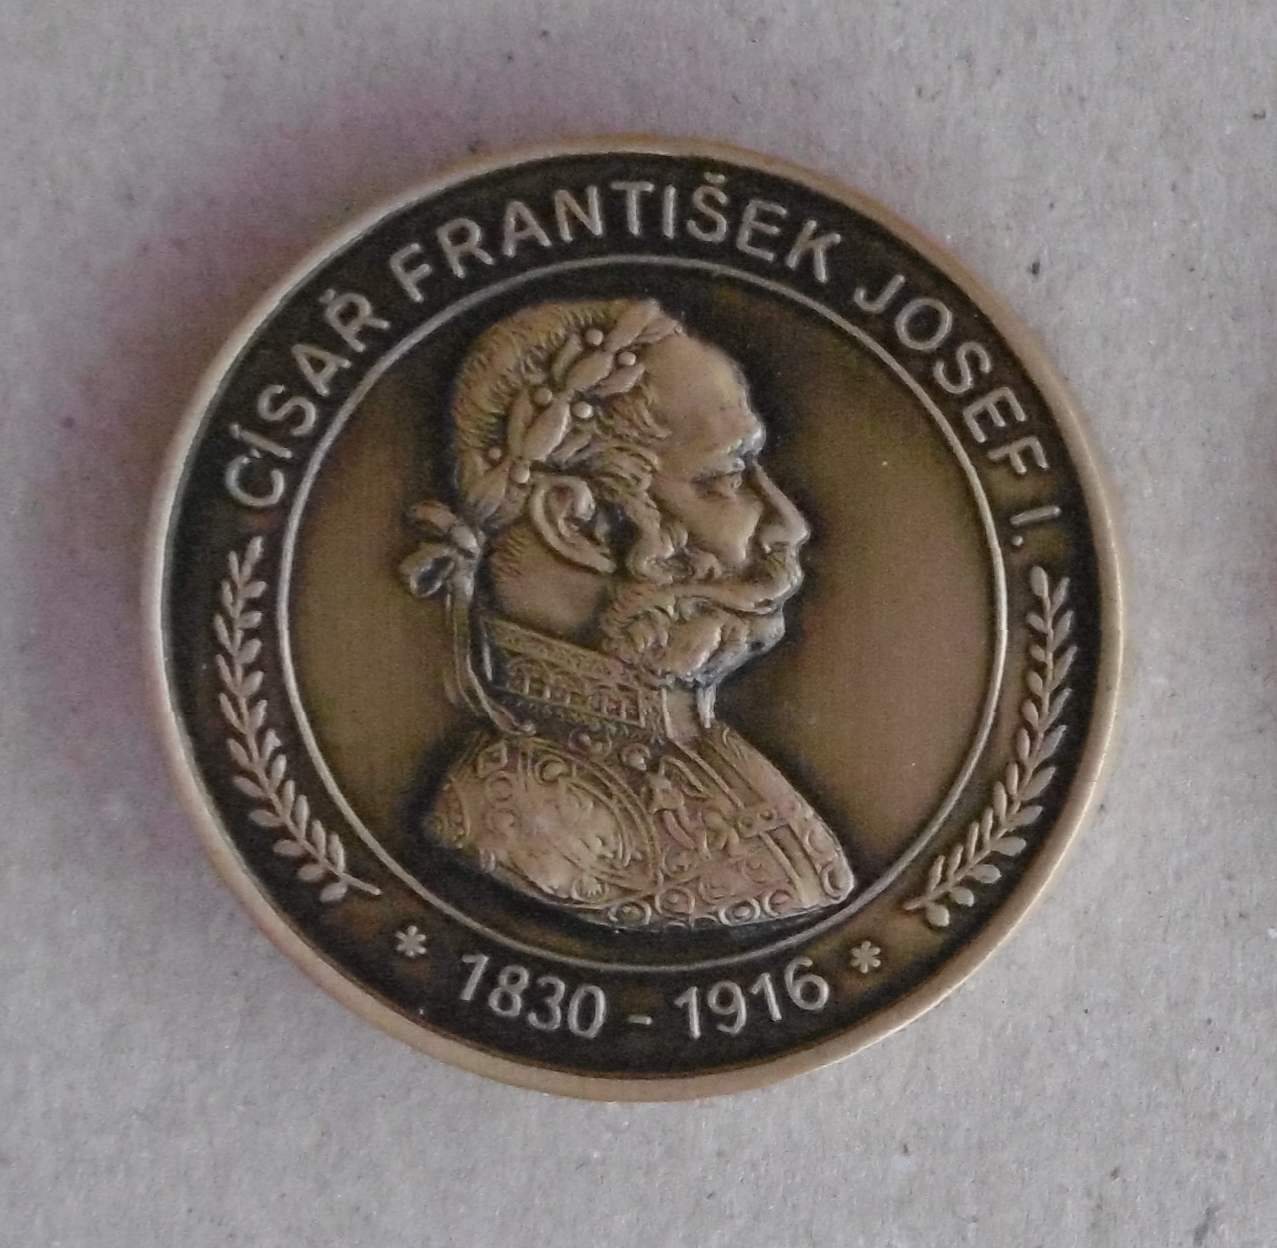 CÍSAŘ FRANTIŠEK JOSEF I.
* 1830 - 1916 *